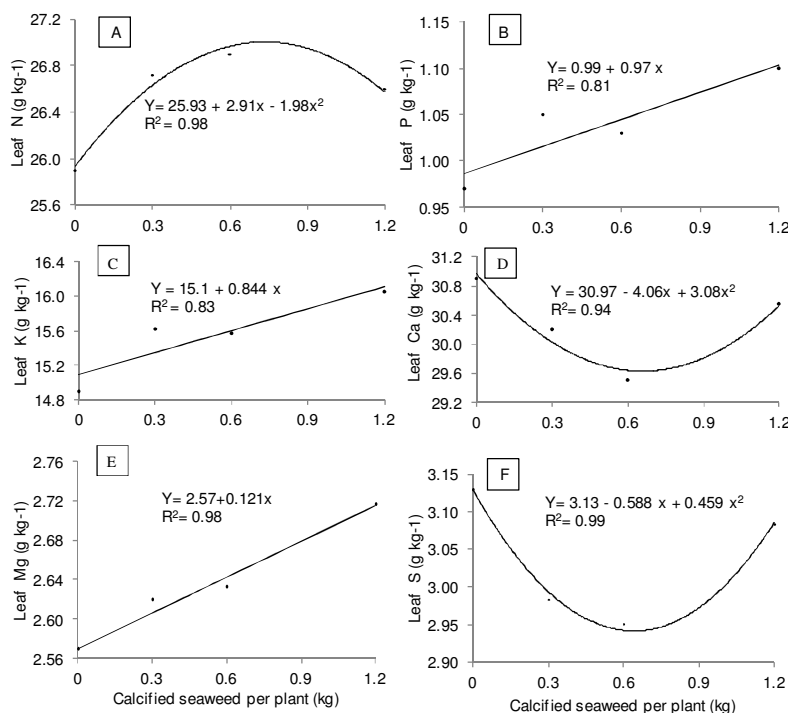 A
Leaf N (g kg-1)
27.2
26.8
26.4
26.0
25.6
Y= 25.93 + 2.91x - 1.98x²
R² = 0.98
0 0.3 0.6 0.9 1.2
B
Leaf P (g kg-1)
1.15
1.10
1.05
1.00
0.95
Y = 0.99 + 0.97 x
R² = 0.81
0 0.3 0.6 0.9 1.2
C
Leaf K (g kg-1)
16.4
16.0
15.6
15.2
14.8
Y = 15.1 + 0.844 x
R² = 0.83
0 0.3 0.6 0.9 1.2
D
Leaf Ca (g kg-1)
31.2
30.8
30.4
30.0
29.6
29.2
Y = 30.97 - 4.06x + 3.08x²
R² = 0.94
0 0.3 0.6 0.9 1.2
E
Leaf Mg (g kg-1)
2.76
2.72
2.68
2.64
2.60
2.56
Y = 2.57+0.121x
R² = 0.98
0 0.3 0.6 0.9 1.2
Calcified seaweed per plant (kg)
F
Leaf S (g kg-1)
3.15
3.10
3.05
3.00
2.95
2.90
Y = 3.13 - 0.588 x + 0.459 x²
R² = 0.99
0 0.3 0.6 0.9 1.2
Calcified seaweed per plant (kg)